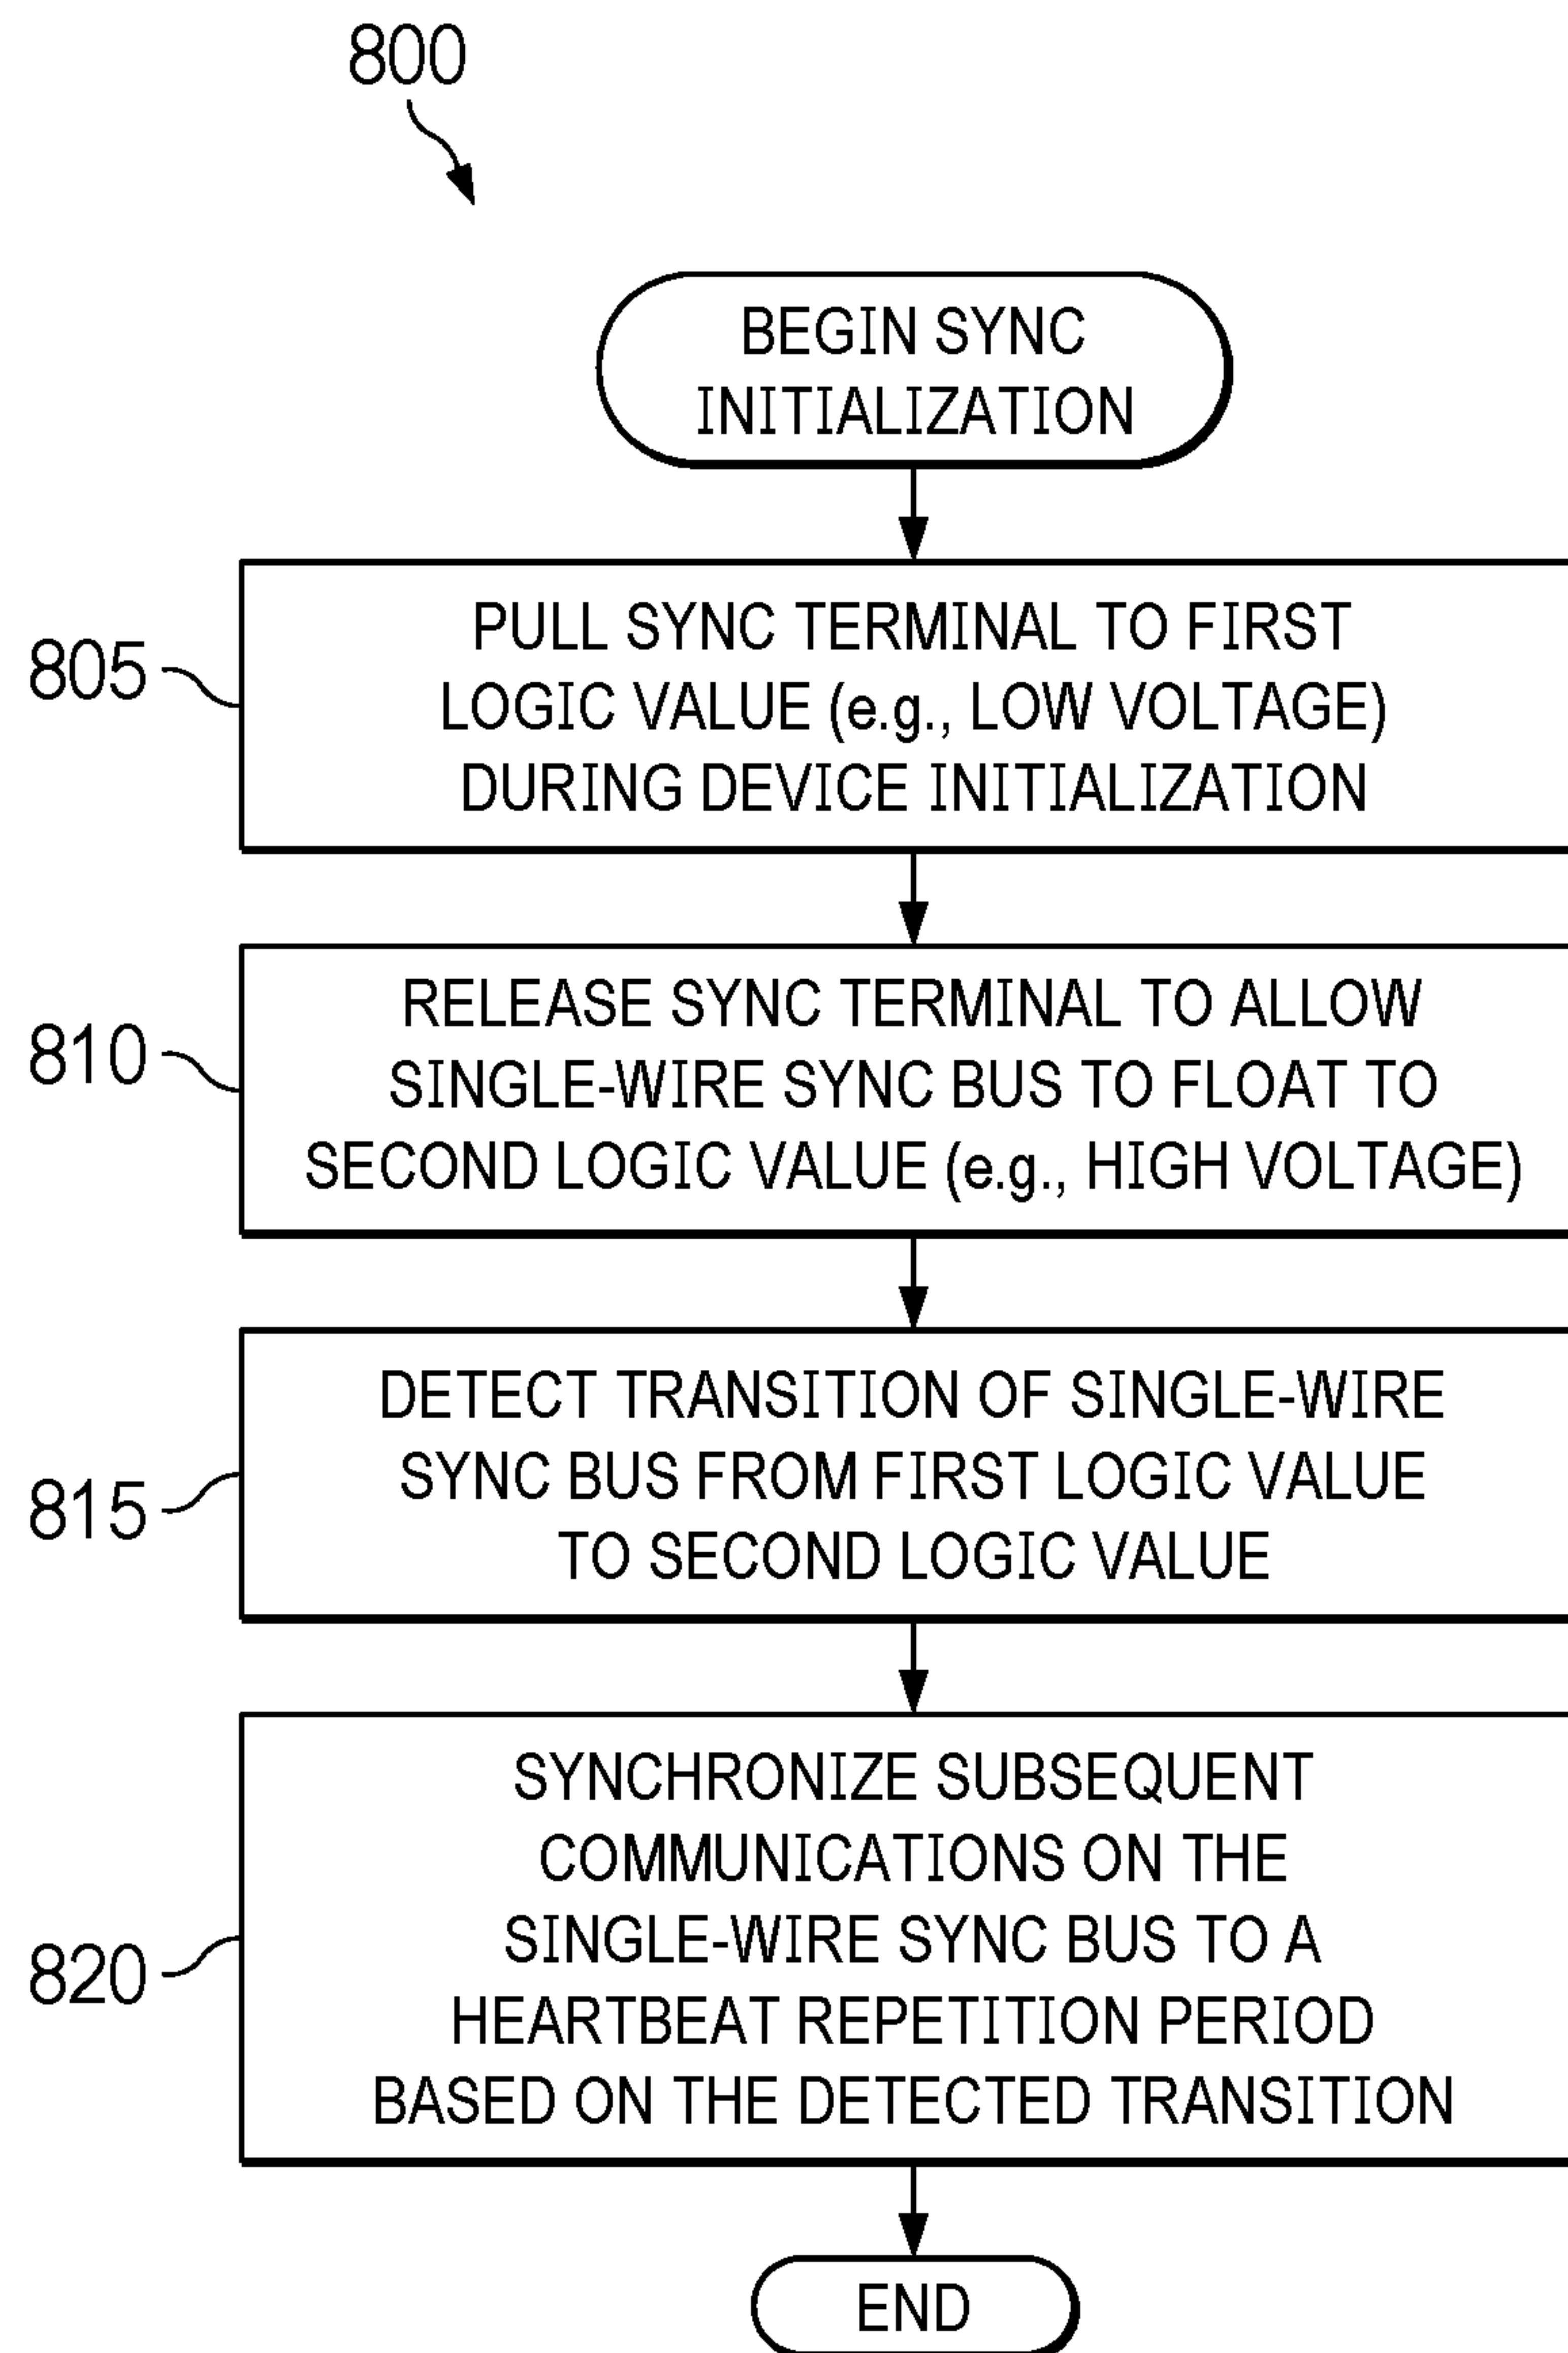 800
BEGIN SYNC
INITIALIZATION
805
PULL SYNC TERMINAL TO FIRST
LOGIC VALUE (e.g., LOW VOLTAGE)
DURING DEVICE INITIALIZATION
810
RELEASE SYNC TERMINAL TO ALLOW
SINGLE-WIRE SYNC BUS TO FLOAT TO
SECOND LOGIC VALUE (e.g., HIGH VOLTAGE)
815
DETECT TRANSITION OF SINGLE-WIRE
SYNC BUS FROM FIRST LOGIC VALUE
TO SECOND LOGIC VALUE
820
SYNCHRONIZE SUBSEQUENT
COMMUNICATIONS ON THE
SINGLE-WIRE SYNC BUS TO A
HEARTBEAT REPETITION PERIOD
BASED ON THE DETECTED TRANSITION
END